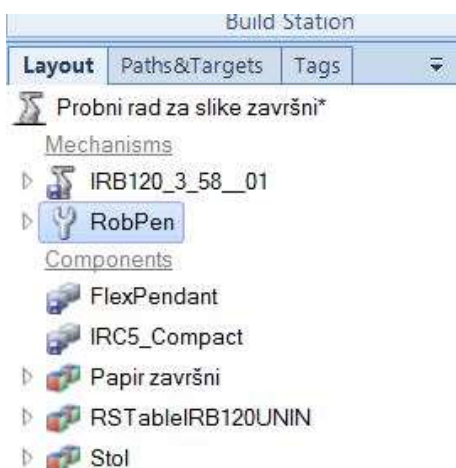 Build Station
Layout Paths&Targets Tags
Probni rad za slike završni*
Mechanisms
IRB120_3_58__01
RobPen
Components
FlexPendant
IRC5_Compact
Papir završni
RSTableIRB120UNIN
Stol